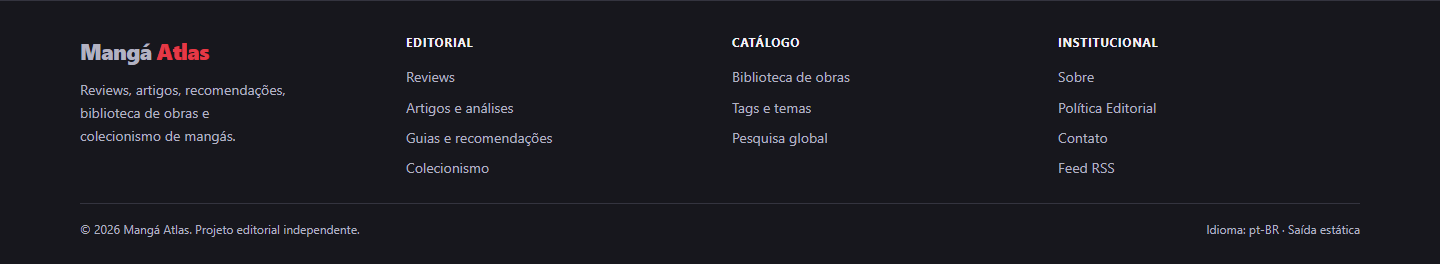 Mangá Atlas
Reviews, artigos, recomendações,
biblioteca de obras e
colecionismo de mangás.
EDITORIAL
Reviews
Artigos e análises
Guias e recomendações
Colecionismo
CATÁLOGO
Biblioteca de obras
Tags e temas
Pesquisa global
INSTITUCIONAL
Sobre
Política Editorial
Contato
Feed RSS
© 2026 Mangá Atlas. Projeto editorial independente.
Idioma: pt-BR · Saída estática